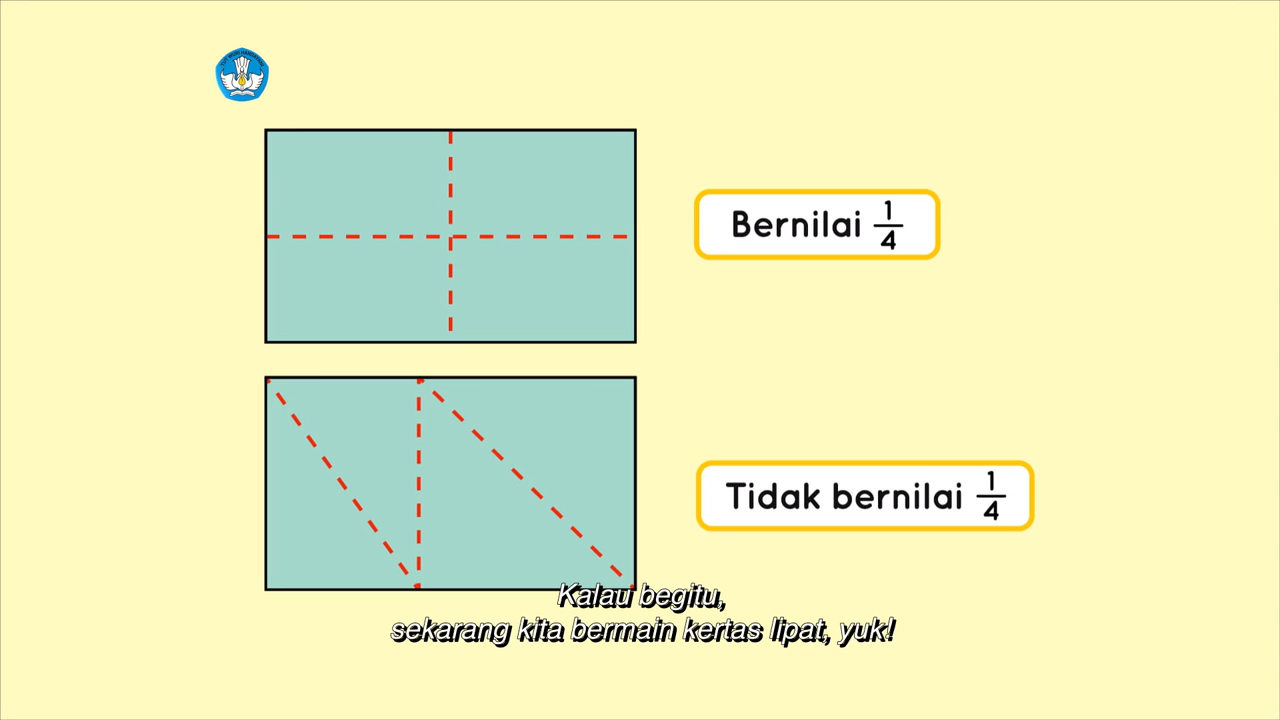 Bernilai 1/4
Tidak bernilai 1/4
Kalau begitu,
sekarang kita bermain kertas lipat, yuk!